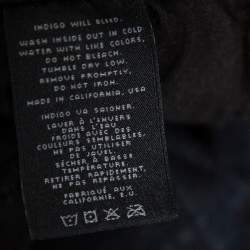 INDIGO WILL BLEED.
WASH INSIDE OUT IN COLD
WATER WITH LIKE COLORS,
DO NOT BLEACH.
TUMBLE DRY LOW.
REMOVE PROMPTLY,
DO NOT IRON.
MADE IN CALIFORNIA, USA
INDIGO VA SAIGNER.
LAVER À L'ENVERS
DANS L'EAU
FROIDE AVEC DES
COULEURS SEMBLABLES,
N'PAS UTILISER
DE JAVEL.
SÉCHER À BASSE
TEMPÉRATURE,
RETIRER RAPIDEMENT,
NE PAS REPASSER.
FABRIQUÉ AUX
CALIFORNIE, E.U.